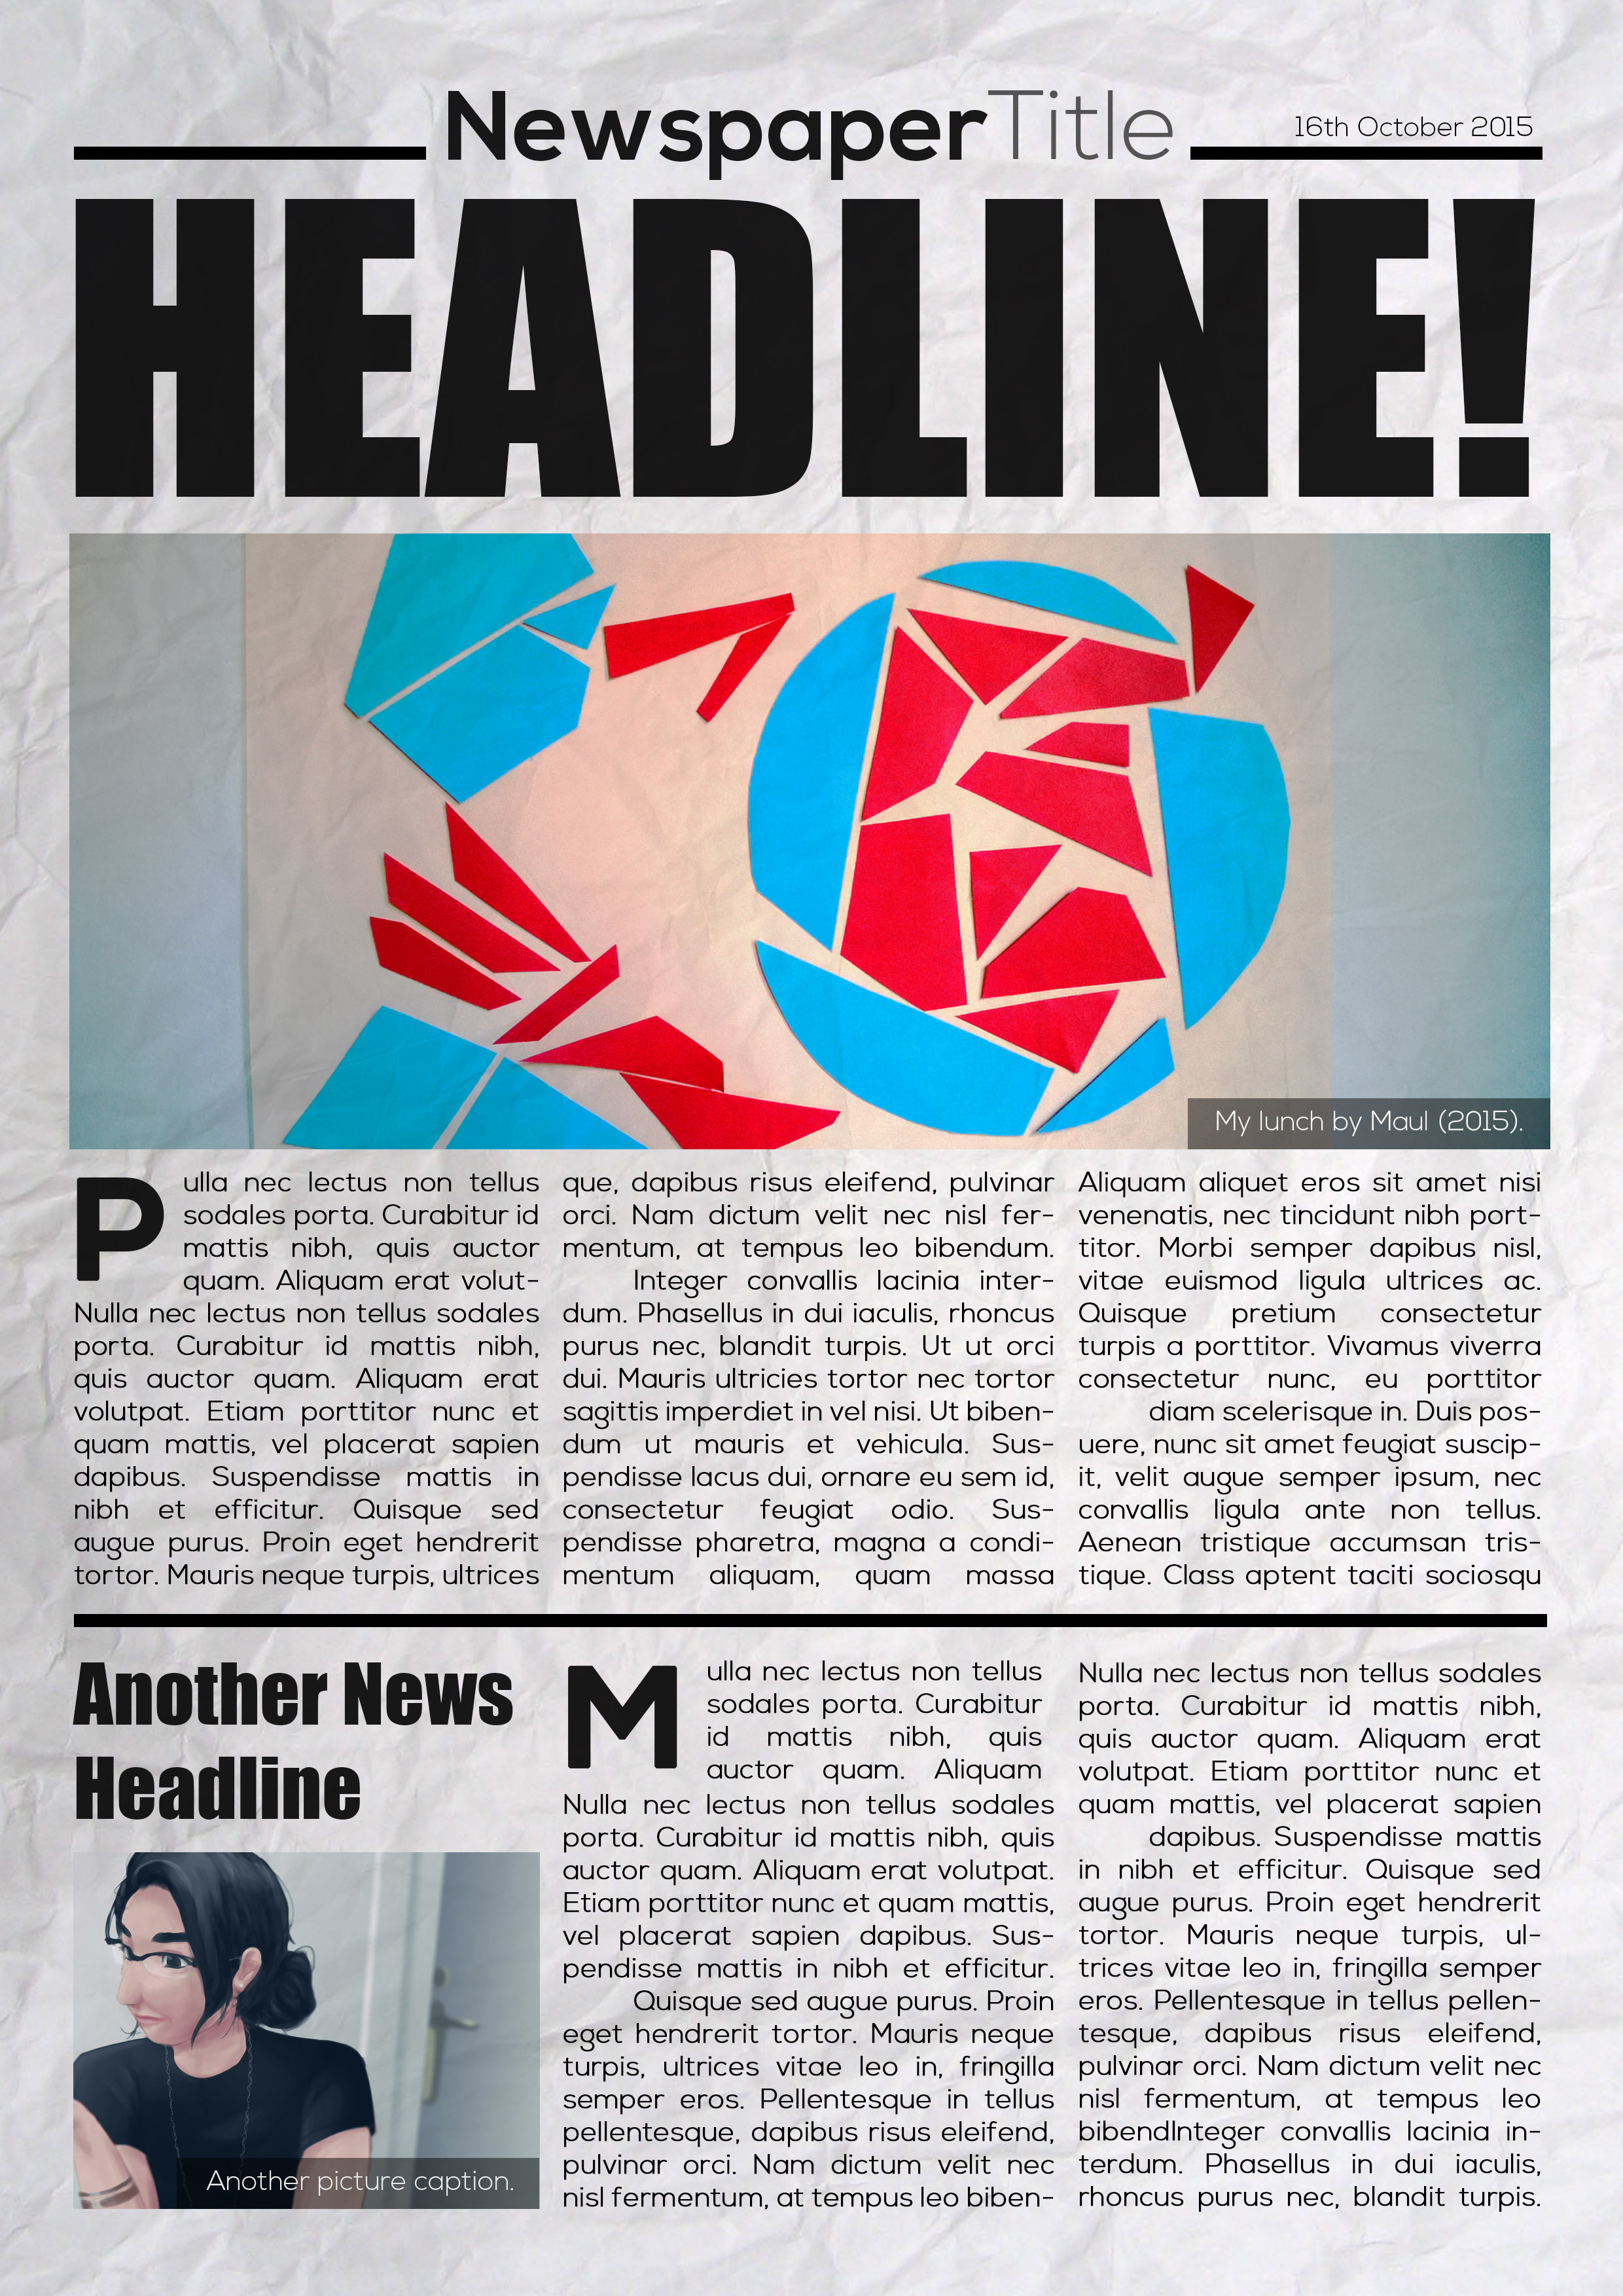 NewspaperTitle
16th October 2015
HEADLINE!
My lunch by Maul (2015).
Pulla nec lectus non tellus
sodales porta. Curabitur id
mattis nibh, quis auctor
quam. Aliquam erat volut-
Nulla nec lectus non tellus sodales
porta. Curabitur id mattis nibh,
quis auctor quam. Aliquam erat
volutpat. Etiam porttitor nunc et
quam mattis, vel placerat sapien
dapibus. Suspendisse mattis in
nibh et efficitur. Quisque sed
augue purus. Proin eget hendrerit
tortor. Mauris neque turpis, ultrices
que, dapibus risus eleifend, pulvinar
orci. Nam dictum velit nec nisl fer-
mentum, at tempus leo bibendum.
Integer convallis lacinia inter-
dum. Phasellus in dui iaculis, rhoncus
purus nec, blandit turpis. Ut ut orci
dui. Mauris ultricies tortor nec tortor
sagittis imperdiet in vel nisi. Ut biben-
dum ut mauris et vehicula. Sus-
pendisse lacus dui, ornare eu sem id,
consectetur feugiat odio. Sus-
pendisse pharetra, magna a condi-
mentum aliquam, quam massa
Aliquam aliquet eros sit amet nisi
venenatis, nec tincidunt nibh port-
titor. Morbi semper dapibus nisl,
vitae euismod ligula ultrices ac.
Quisque pretium consectetur
turpis a porttitor. Vivamus viverra
consectetur nunc, eu porttitor
diam scelerisque in. Duis pos-
uere, nunc sit amet feugiat suscip-
it, velit augue semper ipsum, nec
convallis ligula ante non tellus.
Aenean tristique accumsan tris-
tique. Class aptent taciti sociosqu
Another News
Headline
Another picture caption.
Mulla nec lectus non tellus
sodales porta. Curabitur
id mattis nibh, quis
auctor quam. Aliquam
Nulla nec lectus non tellus sodales
porta. Curabitur id mattis nibh, quis
auctor quam. Aliquam erat volutpat.
Etiam porttitor nunc et quam mattis,
vel placerat sapien dapibus. Sus-
pendisse mattis in nibh et efficitur.
Quisque sed augue purus. Proin
eget hendrerit tortor. Mauris neque
turpis, ultrices vitae leo in, fringilla
semper eros. Pellentesque in tellus
pellentesque, dapibus risus eleifend,
pulvinar orci. Nam dictum velit nec
nisl fermentum, at tempus leo biben-
Nulla nec lectus non tellus sodales
porta. Curabitur id mattis nibh,
quis auctor quam. Aliquam erat
volutpat. Etiam porttitor nunc et
quam mattis, vel placerat sapien
dapibus. Suspendisse mattis
in nibh et efficitur. Quisque sed
augue purus. Proin eget hendrerit
tortor. Mauris neque turpis, ul-
trices vitae leo in, fringilla semper
eros. Pellentesque in tellus pellen-
tesque, dapibus risus eleifend,
pulvinar orci. Nam dictum velit nec
nisl fermentum, at tempus leo
bibendInteger convallis lacinia in-
terdum. Phasellus in dui iaculis,
rhoncus purus nec, blandit turpis.